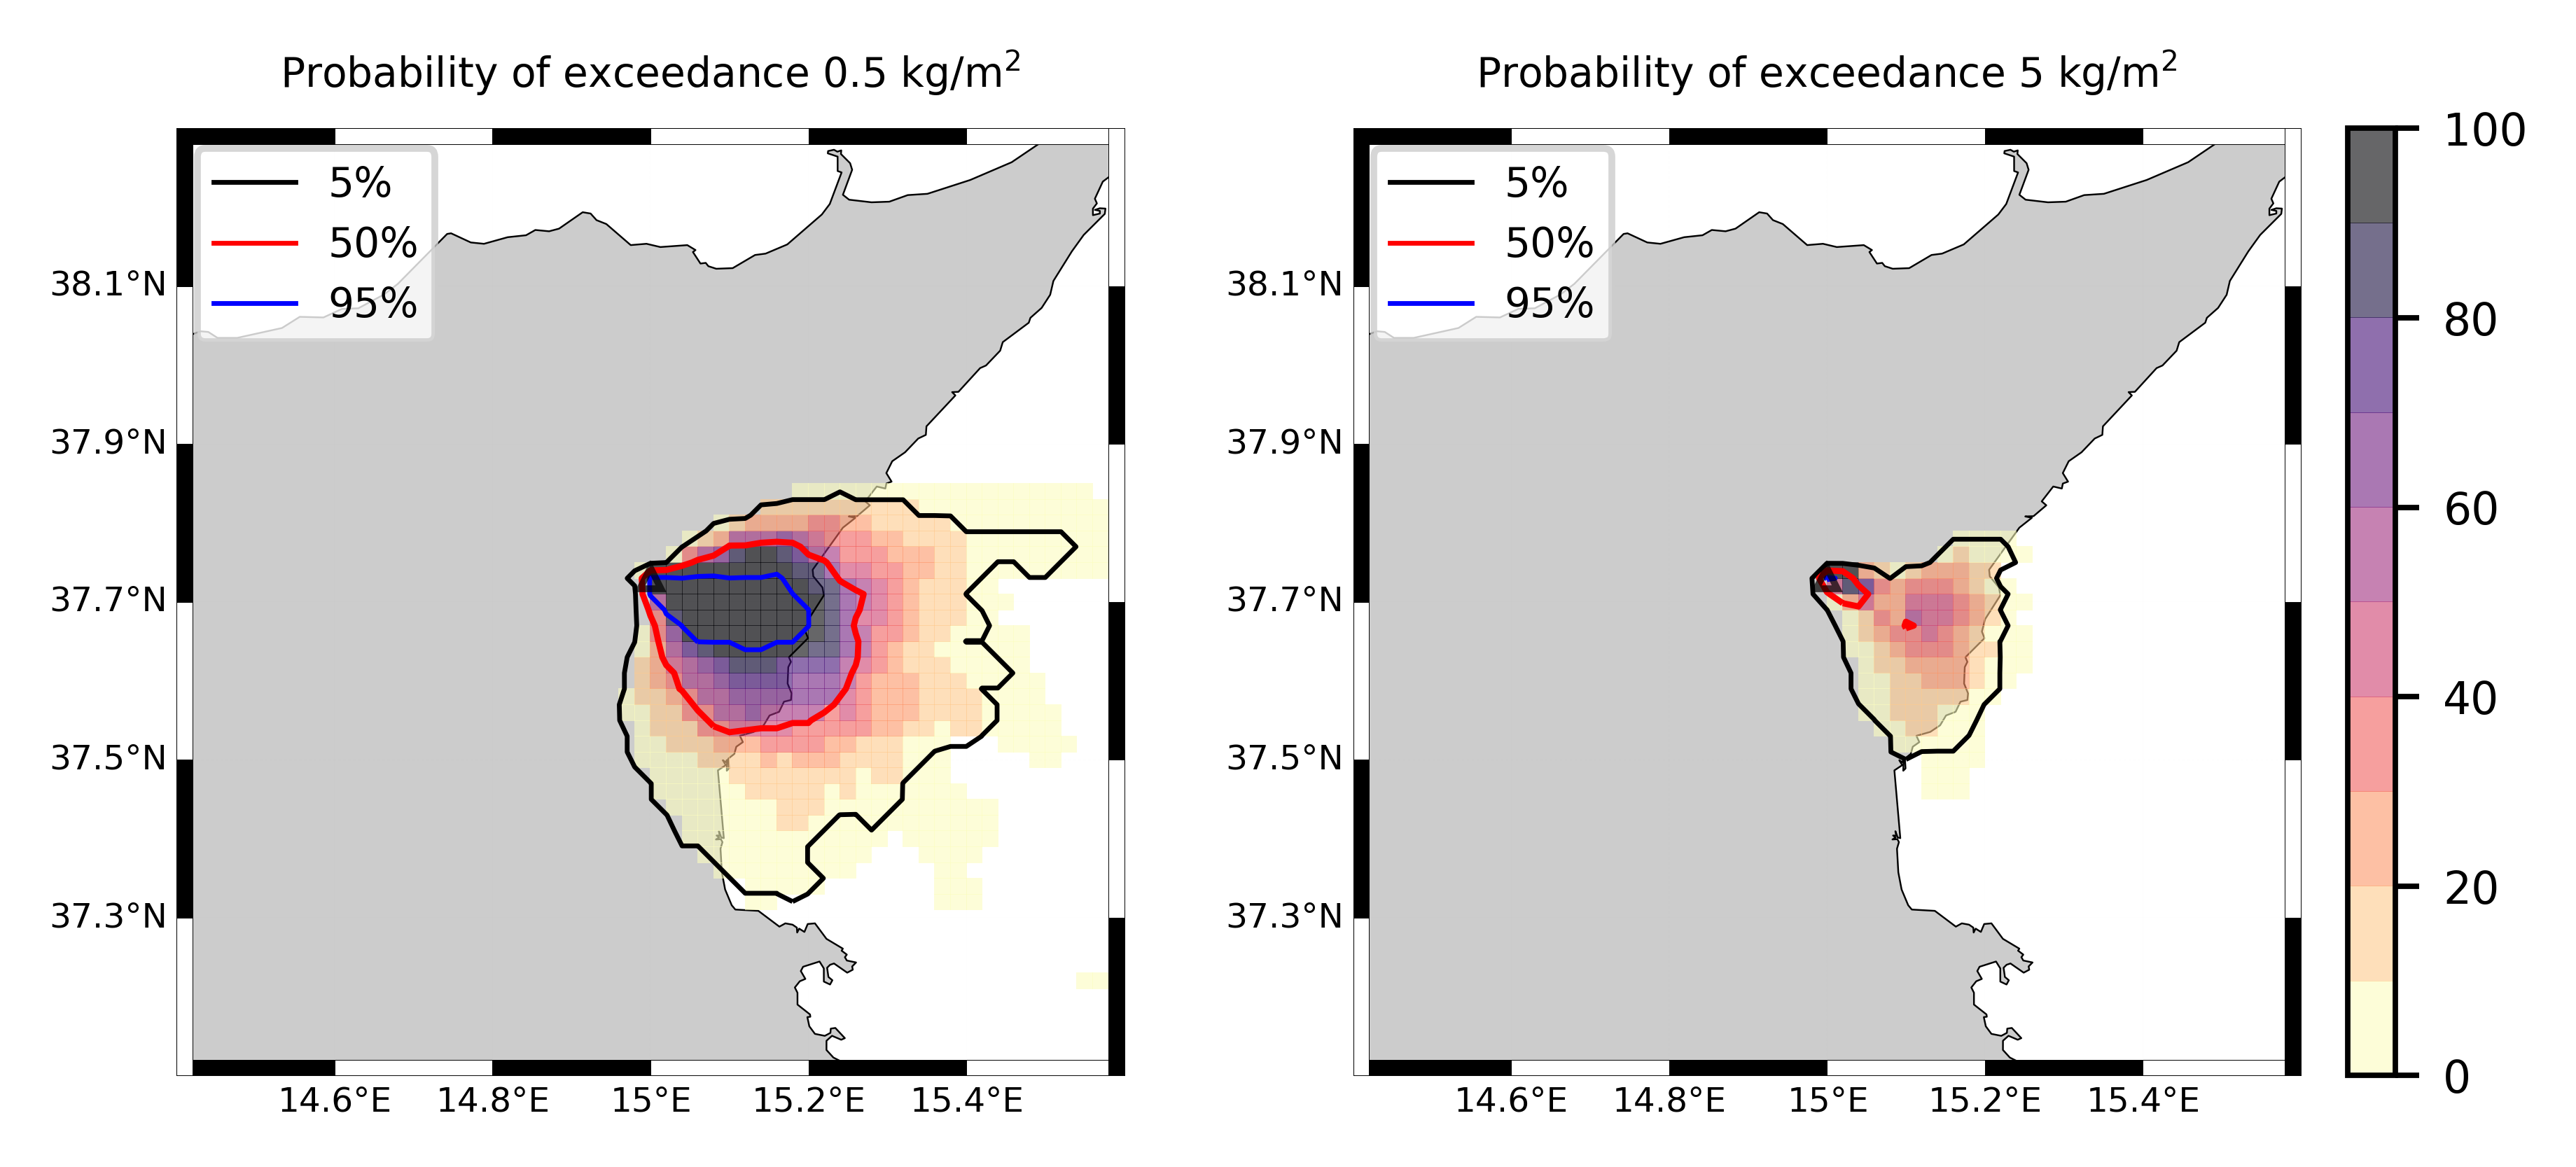 Probability of exceedance 0.5 kg/m²
5%
50%
95%
38.1°N
37.9°N
37.7°N
37.5°N
37.3°N
14.6°E
14.8°E
15°E
15.2°E
15.4°E
Probability of exceedance 5 kg/m²
5%
50%
95%
38.1°N
37.9°N
37.7°N
37.5°N
37.3°N
14.6°E
14.8°E
15°E
15.2°E
15.4°E
100
80
60
40
20
0